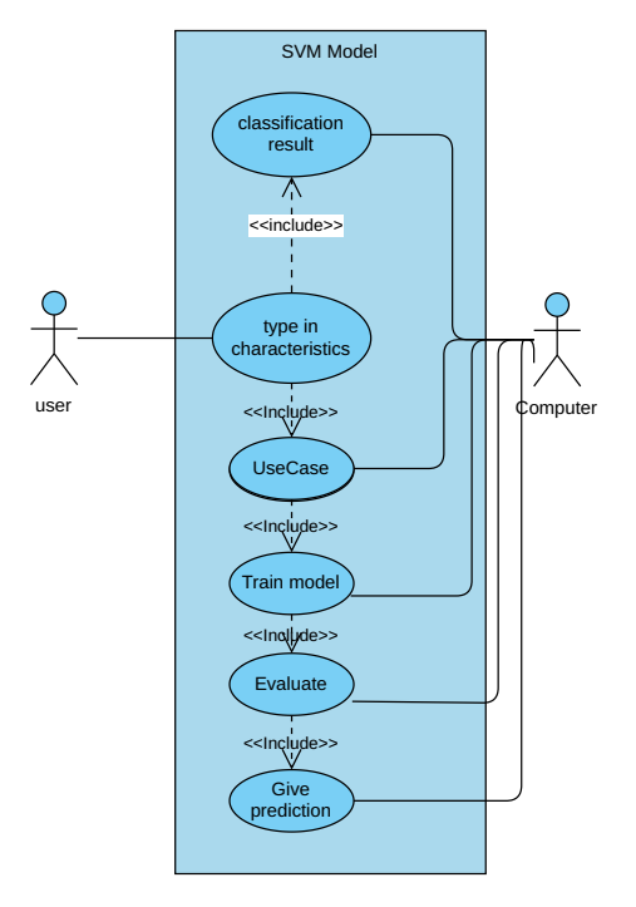 SVM Model
classification
result
<<include>>
type in
characteristics
user
Computer
<<Include>>
UseCase
<<Include>>
Train model
<<Include>>
Evaluate
<<Include>>
Give
prediction